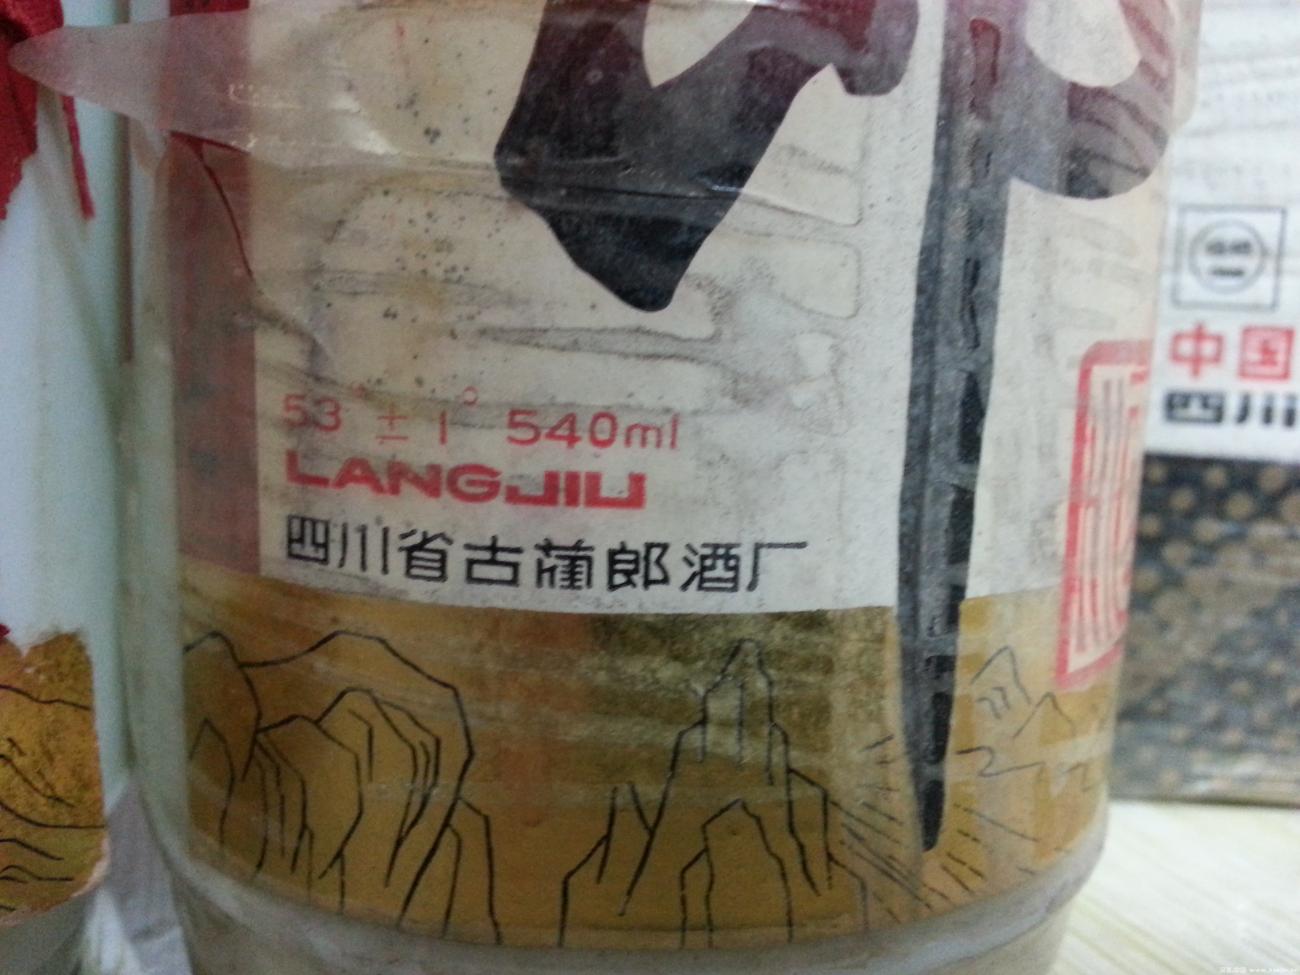 53°±1° 540ml
LANGJIU
四川省古蔺郎酒厂
中国
四川